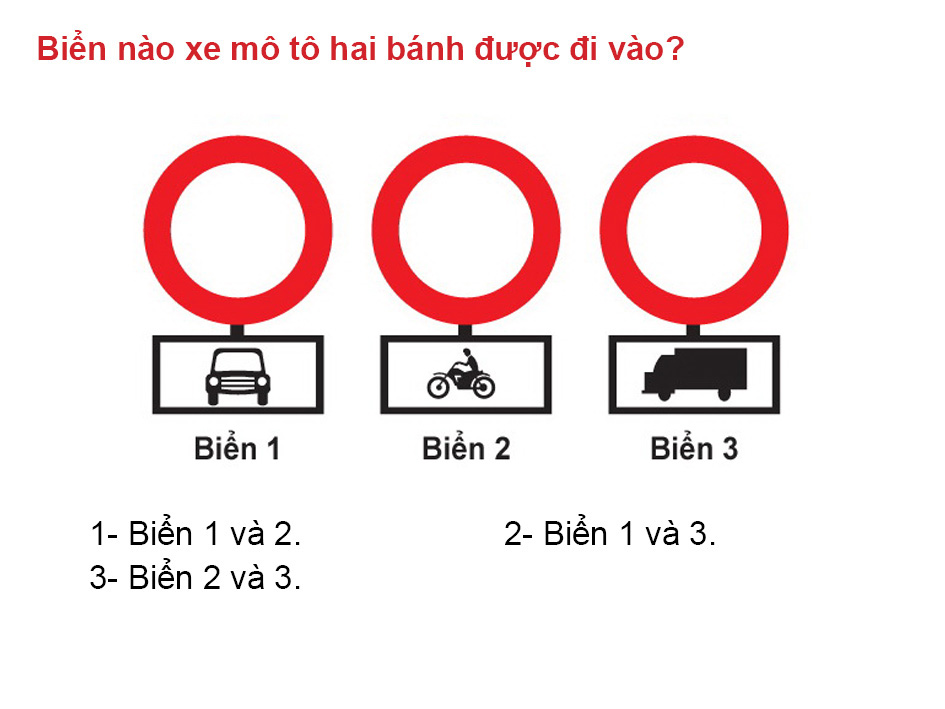 Biển nào xe mô tô hai bánh được đi vào?
Biển 1 Biển 2 Biển 3
1- Biển 1 và 2. 2- Biển 1 và 3.
3- Biển 2 và 3.